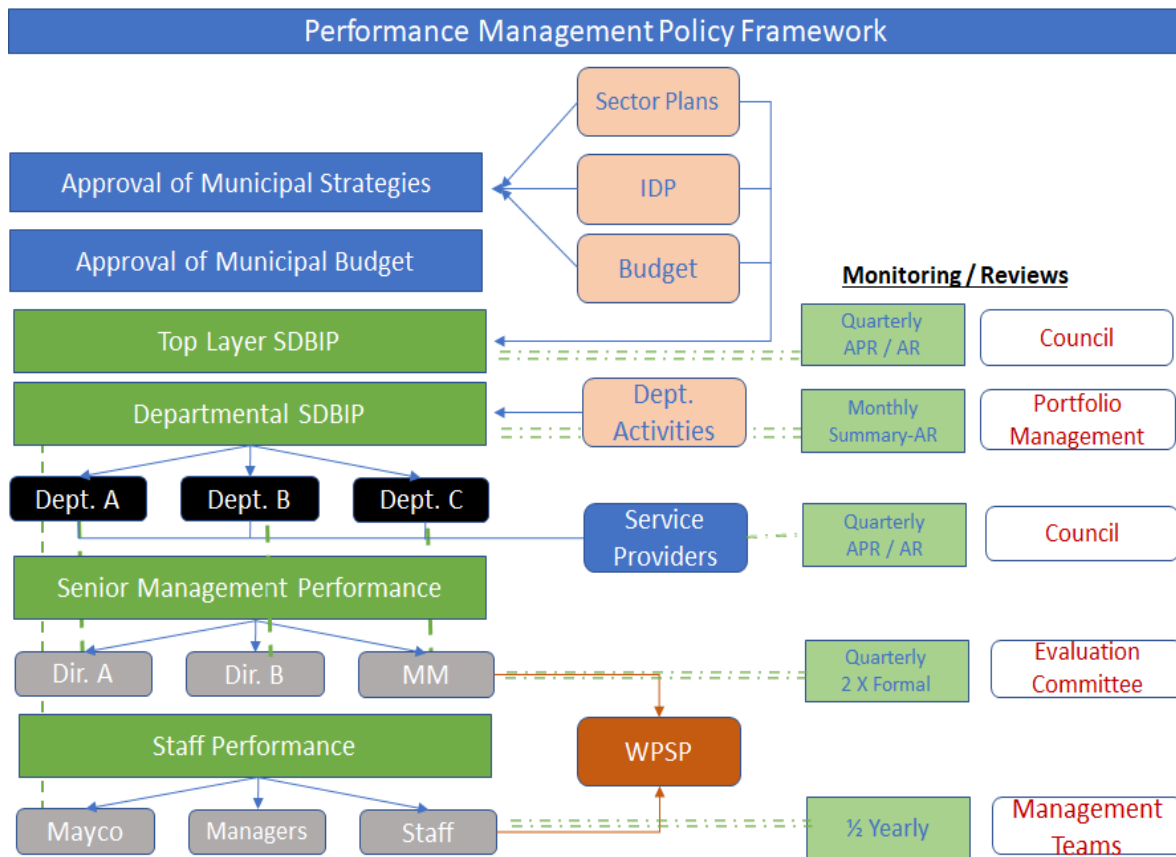 Performance Management Policy Framework
Sector Plans
Approval of Municipal Strategies
IDP
Approval of Municipal Budget
Budget
Monitoring / Reviews
Top Layer SDBIP
Quarterly
APR / AR
Council
Departmental SDBIP
Dept.
Activities
Monthly
Summary-AR
Portfolio
Management
Dept. A
Dept. B
Dept. C
Service
Providers
Quarterly
APR / AR
Council
Senior Management Performance
Dir. A
Dir. B
MM
Quarterly
2 X Formal
Evaluation
Committee
Staff Performance
WPSP
Mayco
Managers
Staff
½ Yearly
Management
Teams